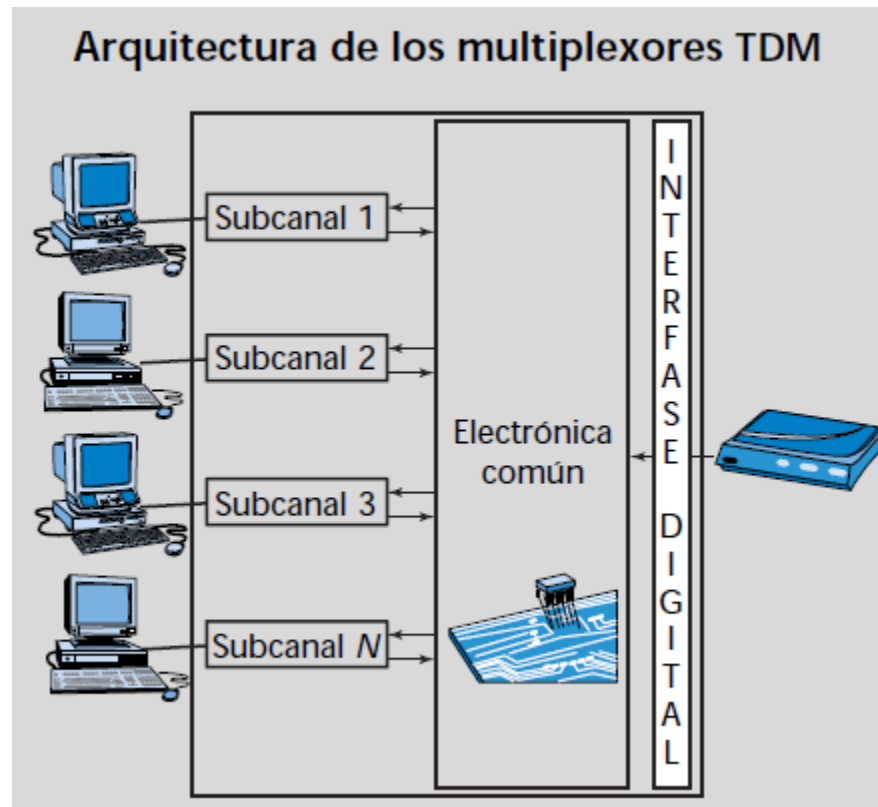 Arquitectura de los multiplexores TDM
Subcanal 1
Subcanal 2
Subcanal 3
Subcanal N
Electrónica
común
INTERFASE DIGITAL